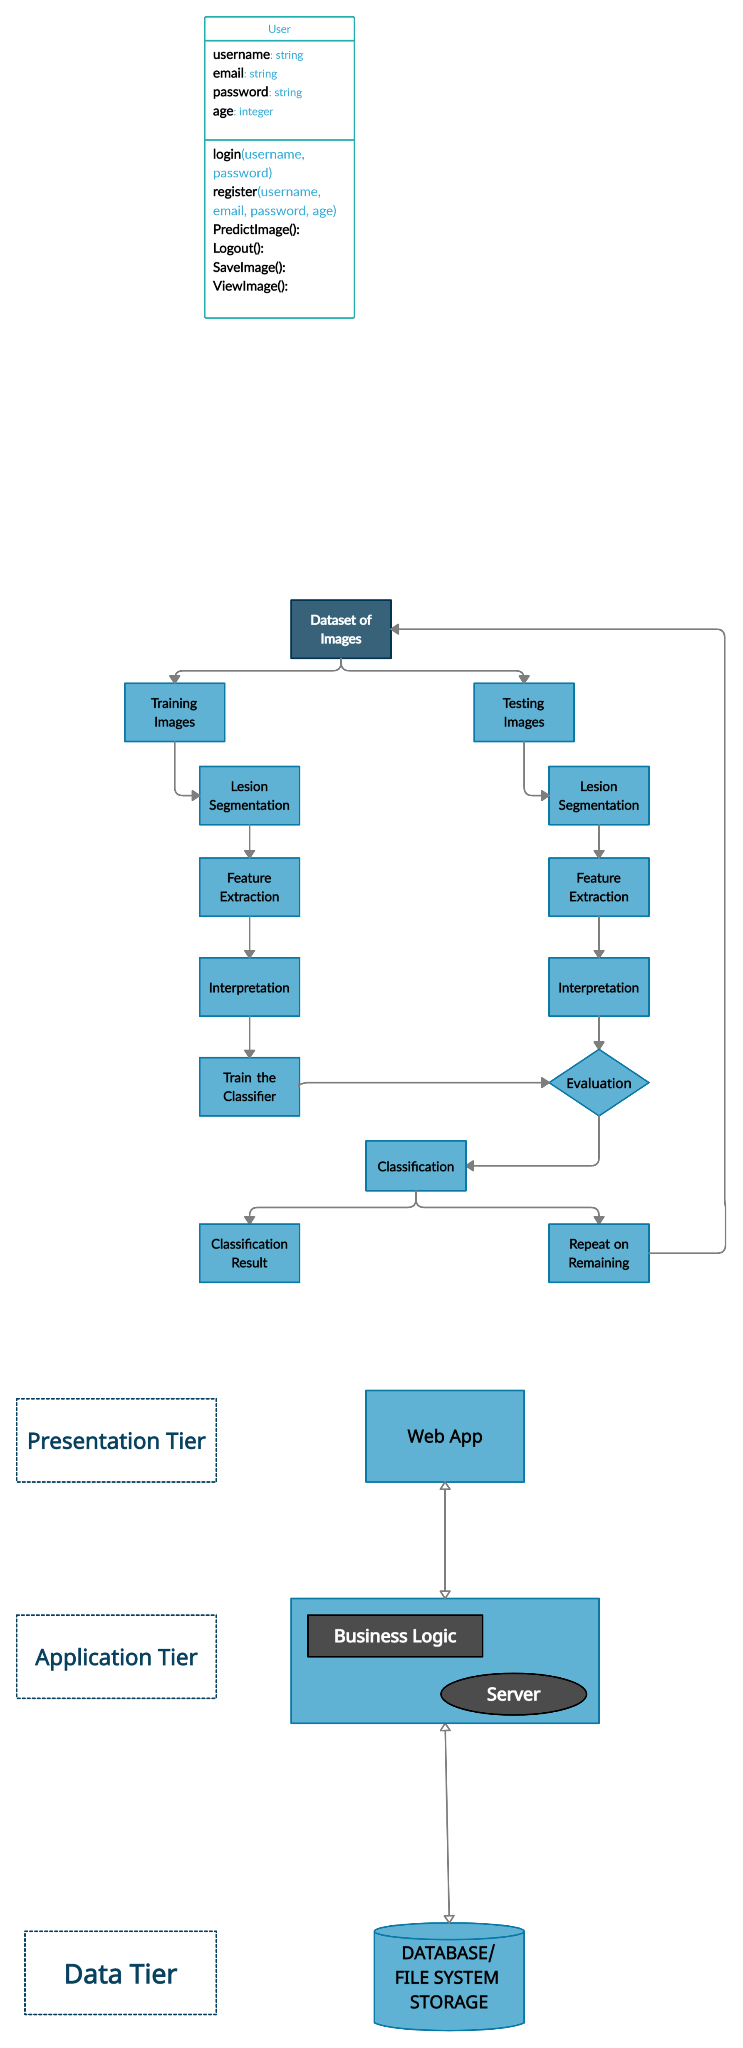 User
username: string
email: string
password: string
age: integer
login(username,
password)
register(username,
email, password, age)
PredictImage():
Logout():
SaveImage():
ViewImage():
Dataset of
Images
Training
Images
Testing
Images
Lesion
Segmentation
Lesion
Segmentation
Feature
Extraction
Feature
Extraction
Interpretation
Interpretation
Train the
Classifier
Evaluation
Classification
Classification
Result
Repeat on
Remaining
Presentation Tier
Web App
Application Tier
Business Logic
Server
Data Tier
DATABASE/
FILE SYSTEM
STORAGE